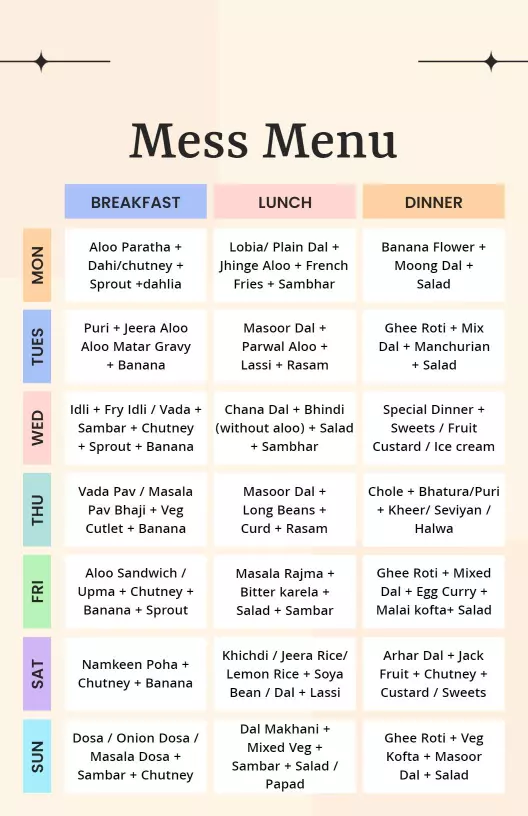 Mess Menu
BREAKFAST
LUNCH
DINNER
MON
Aloo Paratha +
Dahi/chutney +
Sprout +dahlia
Lobia/ Plain Dal +
Jhinge Aloo + French
Fries + Sambhar
Banana Flower +
Moong Dal +
Salad
TUES
Puri + Jeera Aloo
Aloo Matar Gravy
+ Banana
Masoor Dal +
Parwal Aloo +
Lassi + Rasam
Ghee Roti + Mix
Dal + Manchurian
+ Salad
WED
Idli + Fry Idli / Vada +
Sambar + Chutney
+ Sprout + Banana
Chana Dal + Bhindi
(without aloo) + Salad
+ Sambhar
Special Dinner +
Sweets / Fruit
Custard / Ice cream
THU
Vada Pav / Masala
Pav Bhaji + Veg
Cutlet + Banana
Masoor Dal +
Long Beans +
Curd + Rasam
Chole + Bhatura/Puri
+ Kheer/ Seviyan /
Halwa
FRI
Aloo Sandwich /
Upma + Chutney +
Banana + Sprout
Masala Rajma +
Bitter karela +
Salad + Sambar
Ghee Roti + Mixed
Dal + Egg Curry +
Malai kofta+ Salad
SAT
Namkeen Poha +
Chutney + Banana
Khichdi / Jeera Rice/
Lemon Rice + Soya
Bean / Dal + Lassi
Arhar Dal + Jack
Fruit + Chutney +
Custard / Sweets
SUN
Dosa / Onion Dosa /
Masala Dosa +
Sambar + Chutney
Dal Makhani +
Mixed Veg +
Sambar + Salad /
Papad
Ghee Roti + Veg
Kofta + Masoor
Dal + Salad